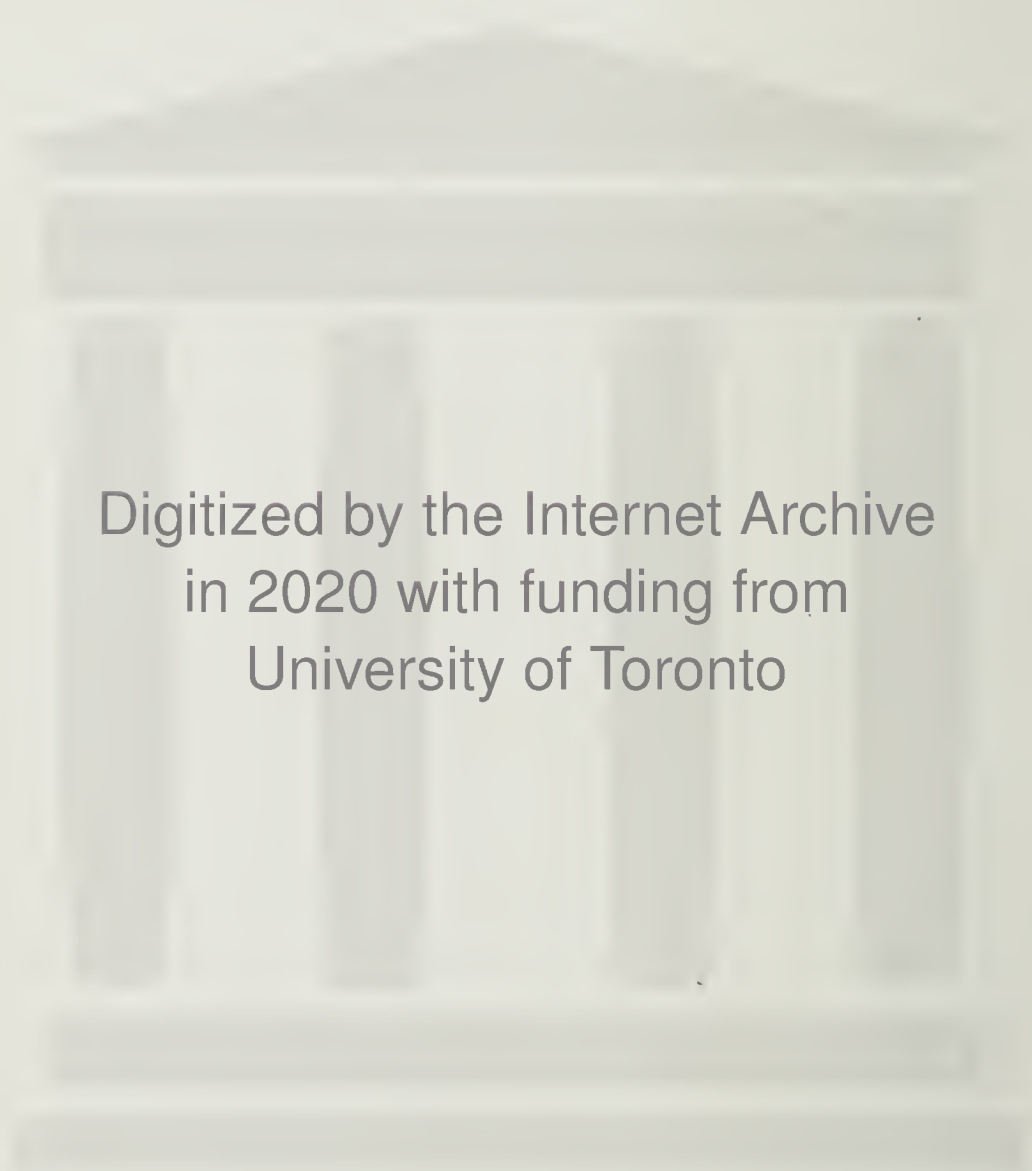 Digitized by the Internet Archive
in 2020 with funding from
University of Toronto